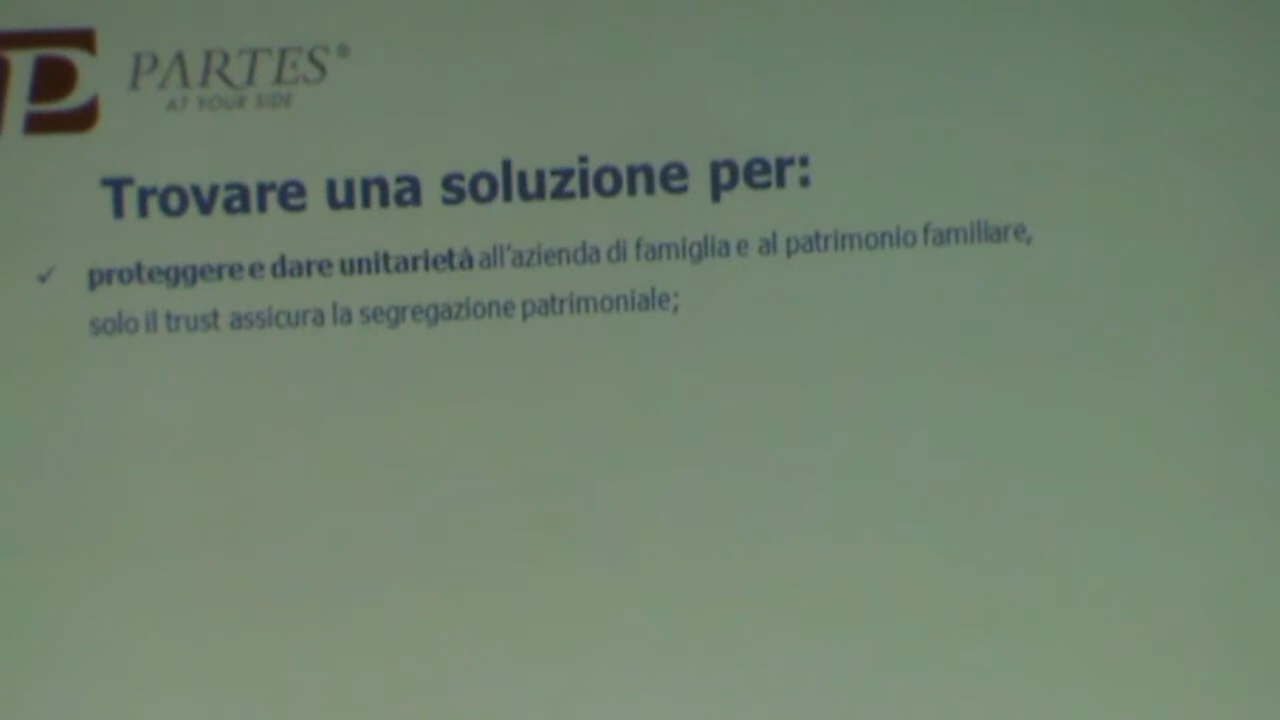 PARTES®
AT YOUR SIDE
Trovare una soluzione per:
✓ proteggere e dare unitarietà all'azienda di famiglia e al patrimonio familiare,
solo il trust assicura la segregazione patrimoniale;